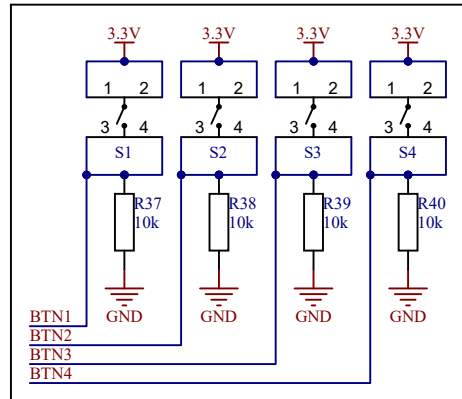 3.3V 3.3V 3.3V 3.3V
1 2 1 2 1 2 1 2
3 4 3 4 3 4 3 4
S1 S2 S3 S4
R37 R38 R39 R40
10k 10k 10k 10k
GND GND GND GND
BTN1
BTN2
BTN3
BTN4